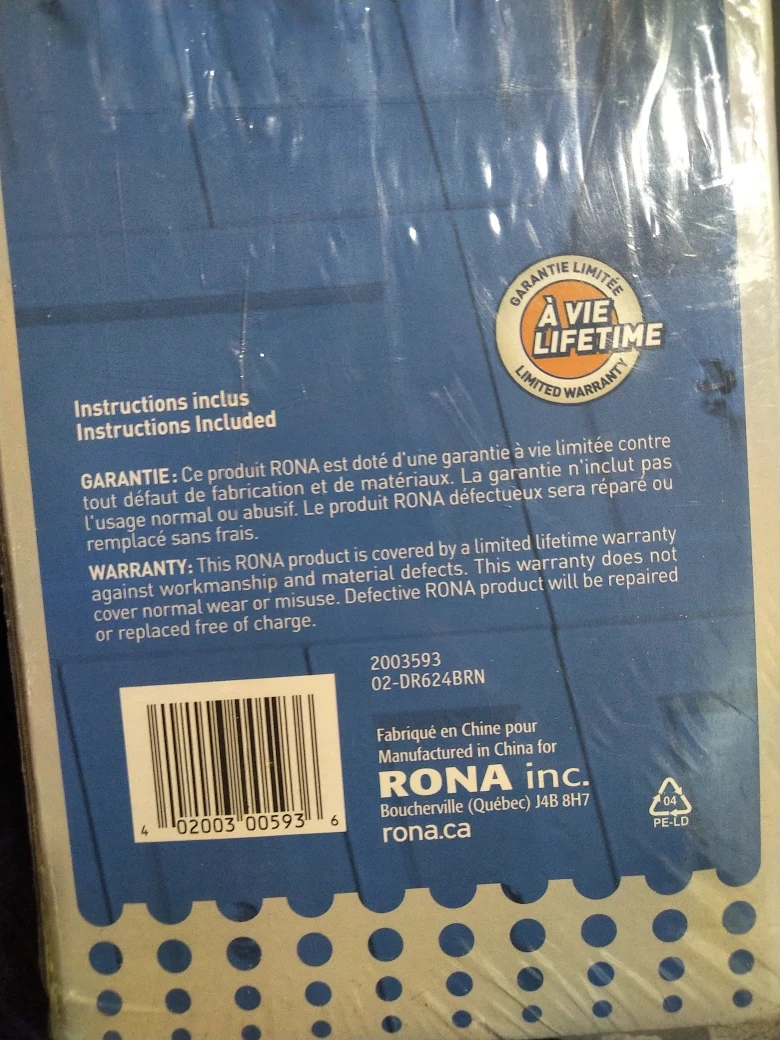 GARANTIE LIMITÉE
À VIE
LIFETIME
LIMITED WARRANTY
Instructions inclus
Instructions Included
GARANTIE: Ce produit RONA est doté d'une garantie à vie limitée contre
tout défaut de fabrication et de matériaux. La garantie n'inclut pas
l'usage normal ou abusif. Le produit RONA défectueux sera réparé ou
remplacé sans frais.
WARRANTY: This RONA product is covered by a limited lifetime warranty
against workmanship and material defects. This warranty does not
cover normal wear or misuse. Defective RONA product will be repaired
or replaced free of charge.
2003593
02-DR624BRN
Fabriqué en Chine pour
Manufactured in China for
RONA inc.
Boucherville (Québec) J4B 8H7
rona.ca
4 02003 00593 6
04
PE-LD